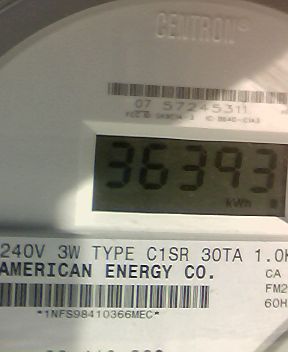 CENTRON®
07 57245311
36393
kWh
240V 3W TYPE C1SR 30TA 1.0K
AMERICAN ENERGY CO.
CA
FM2
60H
*1NFS98410366MEC*